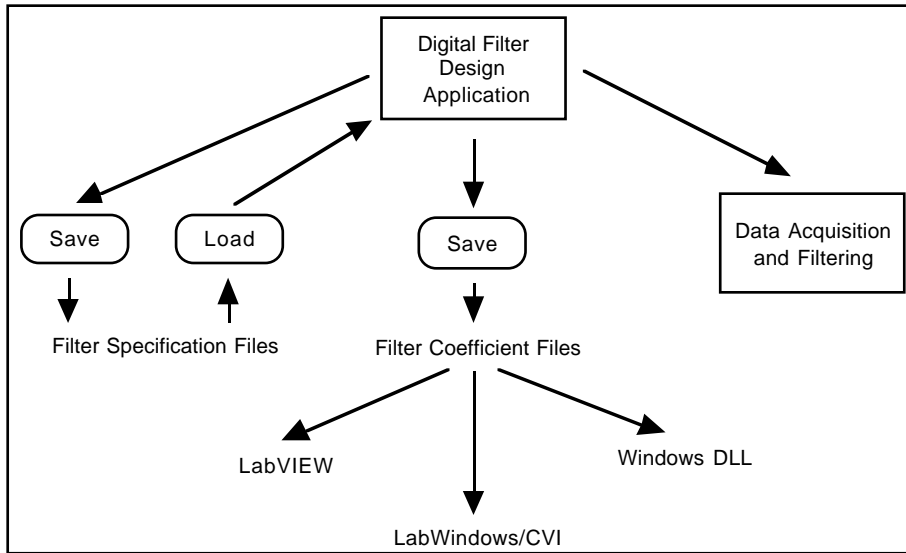 Digital Filter
Design
Application
Save
Load
Save
Data Acquisition
and Filtering
Filter Specification Files
Filter Coefficient Files
LabVIEW
Windows DLL
LabWindows/CVI